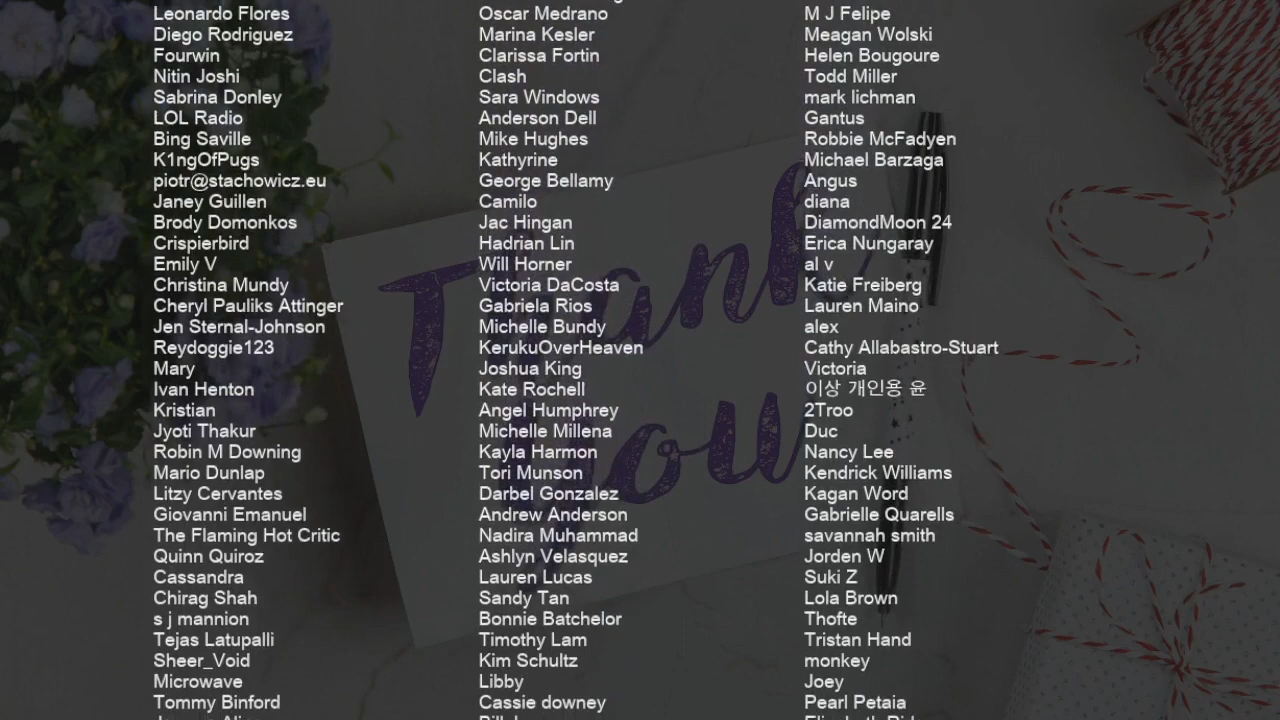 Leonardo Flores
Diego Rodriguez
Fourwin
Nitin Joshi
Sabrina Donley
LOL Radio
Bing Saville
K1ngOfPugs
piotr@stachowicz.eu
Janey Guillen
Brody Domonkos
Crispierbird
Emily V
Christina Mundy
Cheryl Pauliks Attinger
Jen Sternal-Johnson
Reydoggie123
Mary
Ivan Henton
Kristian
Jyoti Thakur
Robin M Downing
Mario Dunlap
Litzy Cervantes
Giovanni Emanuel
The Flaming Hot Critic
Quinn Quiroz
Cassandra
Chirag Shah
s j mannion
Tejas Latupalli
Sheer_Void
Microwave
Tommy Binford
Oscar Medrano
Marina Kesler
Clarissa Fortin
Clash
Sara Windows
Anderson Dell
Mike Hughes
Kathyrine
George Bellamy
Camilo
Jac Hingan
Hadrian Lin
Will Horner
Victoria DaCosta
Gabriela Rios
Michelle Bundy
KerukuOverHeaven
Joshua King
Kate Rochell
Angel Humphrey
Michelle Millena
Kayla Harmon
Tori Munson
Darbel Gonzalez
Andrew Anderson
Nadira Muhammad
Ashlyn Velasquez
Lauren Lucas
Sandy Tan
Bonnie Batchelor
Timothy Lam
Kim Schultz
Libby
Cassie downey
M J Felipe
Meagan Wolski
Helen Bougoure
Todd Miller
mark lichman
Gantus
Robbie McFadyen
Michael Barzaga
Angus
diana
DiamondMoon 24
Erica Nungaray
al v
Katie Freiberg
Lauren Maino
alex
Cathy Allabastro-Stuart
Victoria
이상 개인용 윤
2Troo
Duc
Nancy Lee
Kendrick Williams
Kagan Word
Gabrielle Quarells
savannah smith
Jorden W
Suki Z
Lola Brown
Thofte
Tristan Hand
monkey
Joey
Pearl Petaia
Thank
you